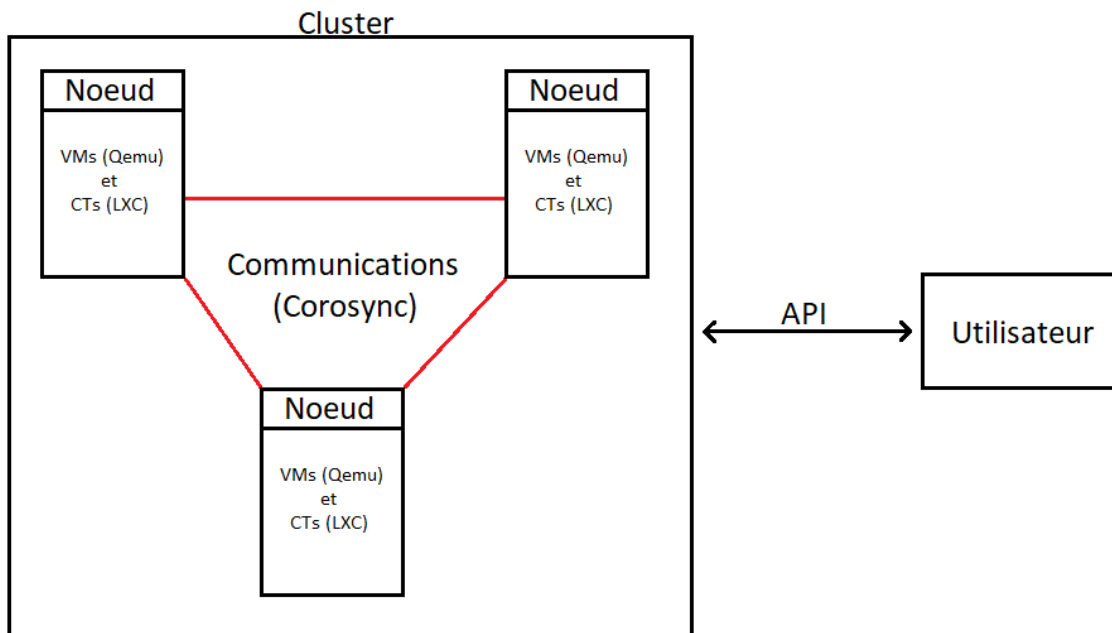 Cluster
Noeud
VMs (Qemu)
et
CTs (LXC)
Noeud
VMs (Qemu)
et
CTs (LXC)
Communications
(Corosync)
API
Utilisateur
Noeud
VMs (Qemu)
et
CTs (LXC)